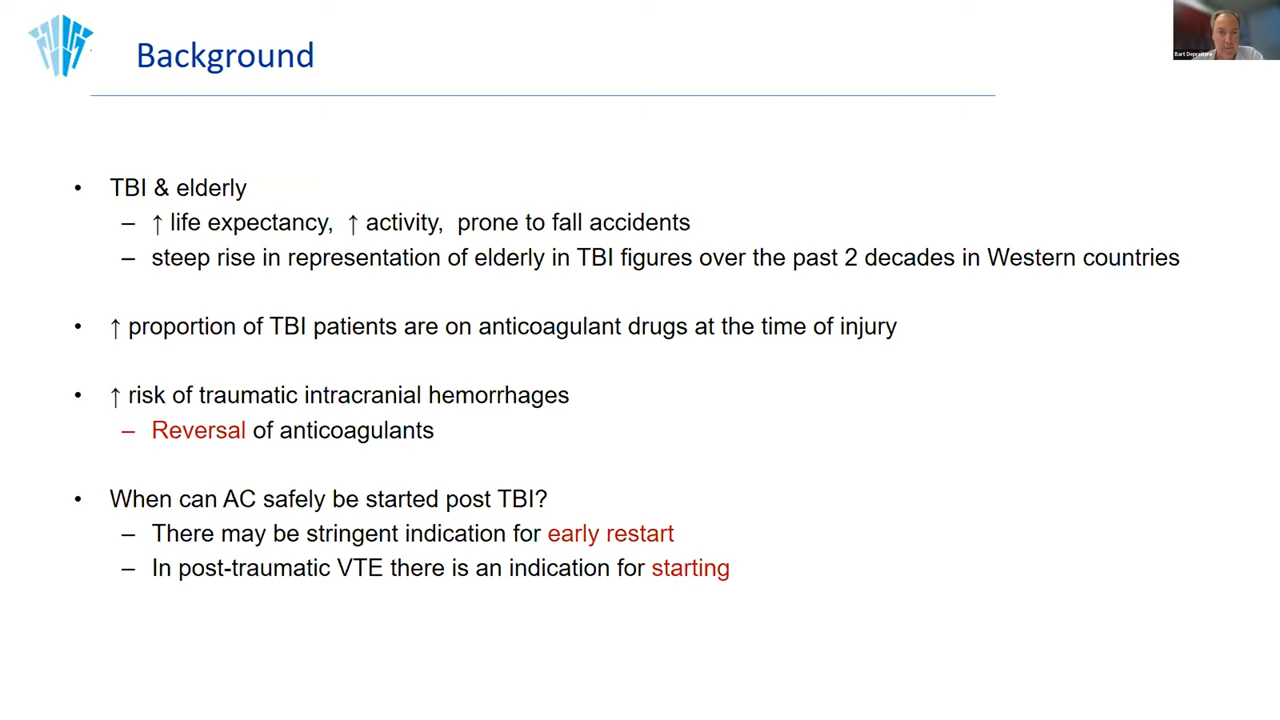 Background
Bart Depreitere
• TBI & elderly
– ↑ life expectancy, ↑ activity, prone to fall accidents
– steep rise in representation of elderly in TBI figures over the past 2 decades in Western countries
• ↑ proportion of TBI patients are on anticoagulant drugs at the time of injury
• ↑ risk of traumatic intracranial hemorrhages
– Reversal of anticoagulants
• When can AC safely be started post TBI?
– There may be stringent indication for early restart
– In post-traumatic VTE there is an indication for starting